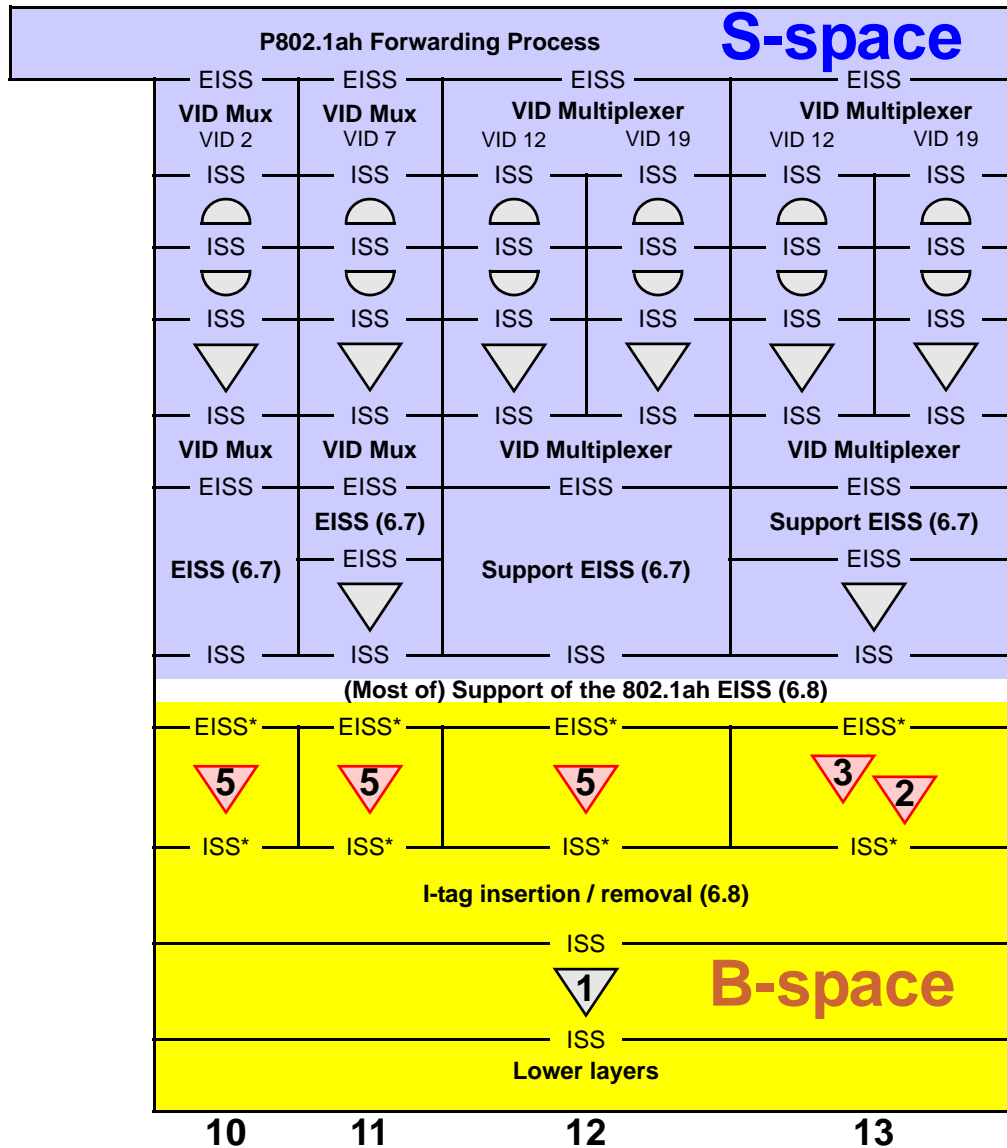 P802.1ah Forwarding Process S-space
EISS EISS EISS EISS
VID Mux VID Mux VID Multiplexer VID Multiplexer
VID 2 VID 7 VID 12 VID 19 VID 12 VID 19
ISS ISS ISS ISS ISS ISS
ISS ISS ISS ISS ISS ISS
ISS ISS ISS ISS ISS ISS
ISS ISS ISS ISS ISS ISS
VID Mux VID Mux VID Multiplexer VID Multiplexer
EISS EISS EISS EISS
EISS (6.7) Support EISS (6.7)
EISS EISS
EISS (6.7) Support EISS (6.7)
ISS ISS ISS ISS
(Most of) Support of the 802.1ah EISS (6.8)
EISS* EISS* EISS* EISS*
5 5 5 3 2
ISS* ISS* ISS* ISS*
I-tag insertion / removal (6.8)
ISS
1 B-space
ISS
Lower layers
10 11 12 13